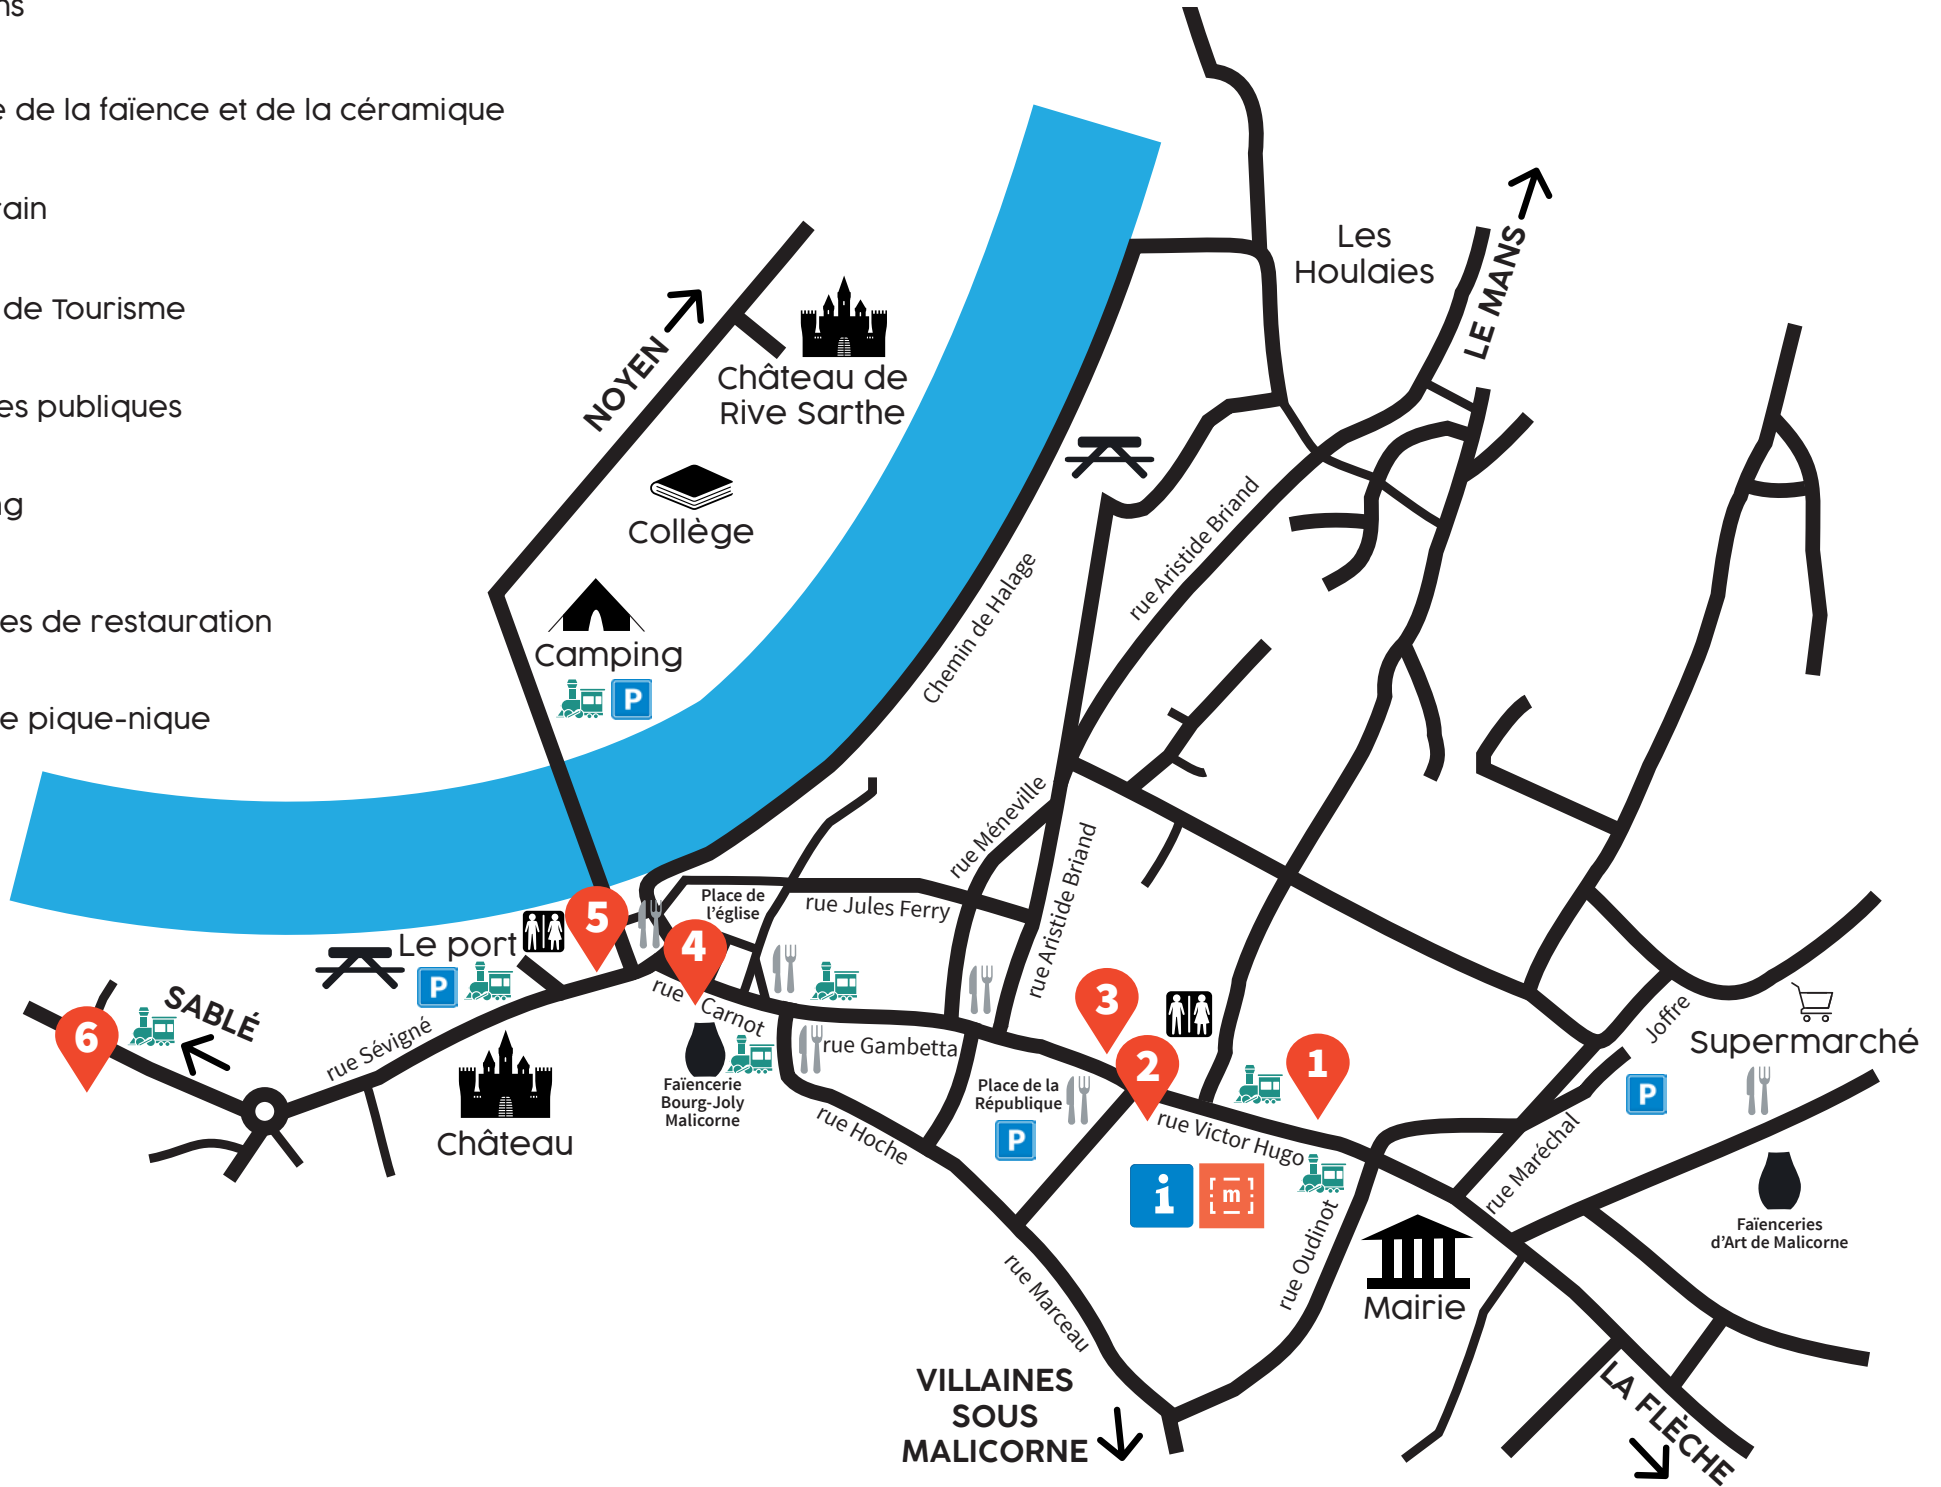 ns
e de la faïence et de la céramique
rain
de Tourisme
es publiques
ng
es de restauration
e pique-nique
Les
Houlaies
LE MANS
NOYEN
Château de
Rive Sarthe
Collège
Camping
P
Chemin de Halage
rue Aristide Briand
rue Méneville
rue Aristide Briand
Place de
l'église
rue Jules Ferry
5
4
Le port
P
SABLÉ
6
rue Sévigné
Château
rue Carnot
Faïencerie
Bourg-Joly
Malicorne
rue Gambetta
rue Hoche
3
2
1
Place de la
République
P
rue Victor Hugo
i
m
rue Oudinot
rue Marceau
Mairie
rue Maréchal
Joffre
Supermarché
P
Faïenceries
d'Art de Malicorne
VILLAINES
SOUS
MALICORNE
LA FLÈCHE